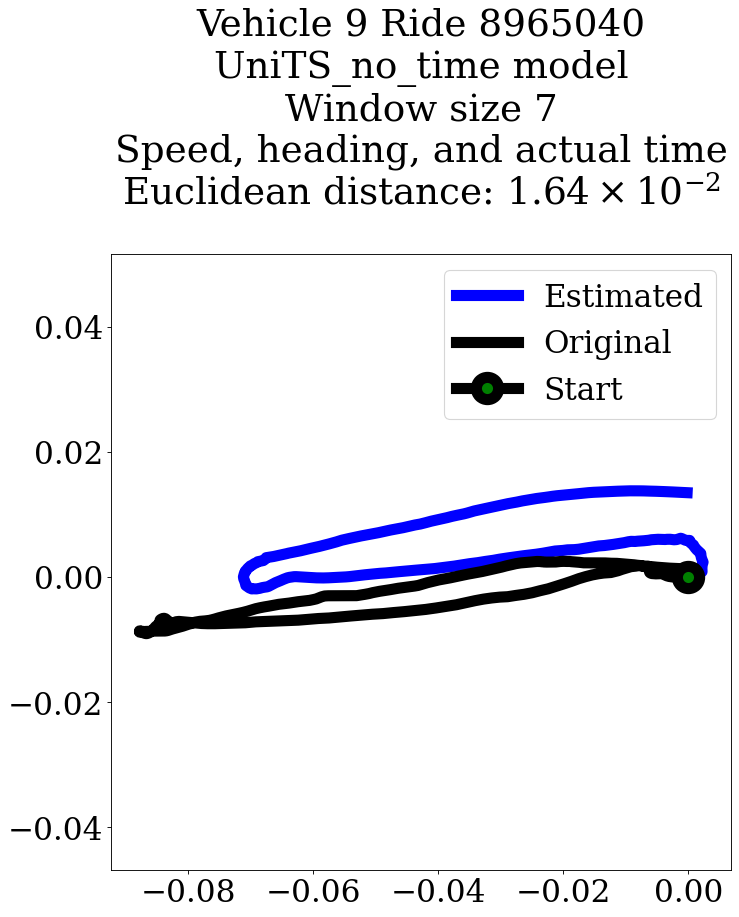 Vehicle 9 Ride 8965040
UniTS_no_time model
Window size 7
Speed, heading, and actual time
Euclidean distance: 1.64 × 10⁻²
Estimated
Original
Start
0.04
0.02
0.00
−0.02
−0.04
−0.08
−0.06
−0.04
−0.02
0.00